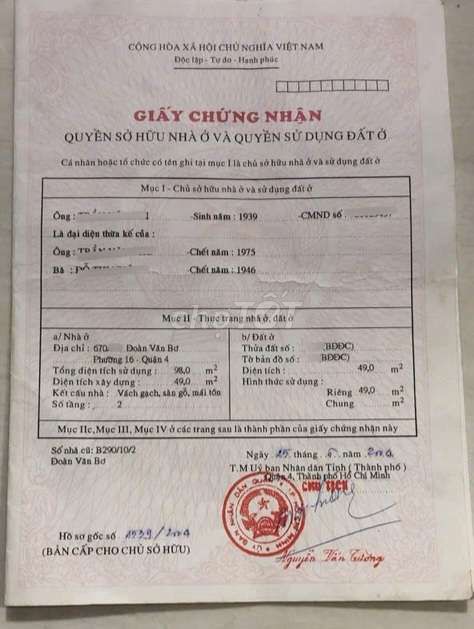 CỘNG HÒA XÃ HỘI CHỦ NGHĨA VIỆT NAM
Độc lập - Tự do - Hạnh phúc
GIẤY CHỨNG NHẬN
QUYỀN SỞ HỮU NHÀ Ở VÀ QUYỀN SỬ DỤNG ĐẤT Ở
Cá nhân hoặc tổ chức có tên ghi tại mục I là chủ sở hữu nhà ở và sử dụng đất ở
Mục I - Chủ sở hữu nhà ở và sử dụng đất ở
Ông : -Sinh năm : 1939 -CMND số :
Là đại diện thừa kế của :
Ông : -Chết năm : 1975
Bà : -Chết năm : 1946
TỐT
Mục II - Thực trạng nhà ở, đất ở
a/ Nhà ở
Địa chỉ : 670 Đoàn Văn Bơ
Phường 16 - Quận 4
Tổng diện tích sử dụng : 98,0 m2
Diện tích xây dựng : 49,0 m2
Kết cấu nhà : Vách gạch, sàn gỗ, mái tôn
Số tầng : 2
b/ Đất ở
Thửa đất số : BĐĐC)
Tờ bản đồ số : BĐĐC)
Diện tích : 49,0 m2
Hình thức sử dụng :
Riêng 49,0 m2
Chung m2
Mục IIc, Mục III, Mục IV ở các trang sau là thành phần của giấy chứng nhận này
Số nhà cũ: B290/10/2
Đoàn Văn Bơ
Ngày 25 tháng 5 năm
T.M Uỷ ban Nhân Dân Tỉnh ( Thành phố )
Quận 4, Thành phố Hồ Chí Minh
CHỦ TỊCH
Hồ sơ gốc số
(BẢN CẤP CHO CHỦ SỞ HỮU)
Nguyễn Văn Tường